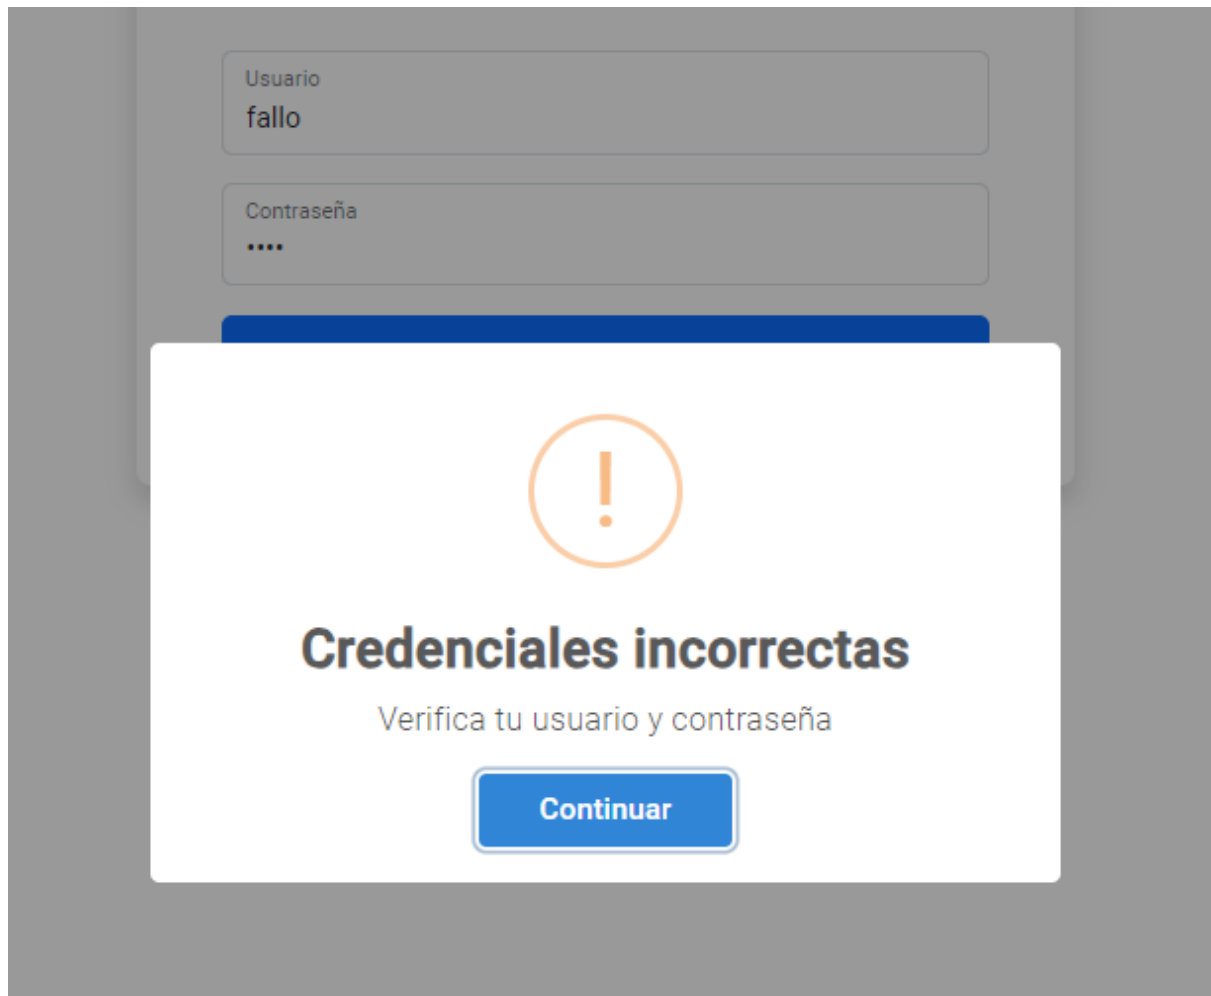 Usuario
fallo
Contraseña
••••
!
Credenciales incorrectas
Verifica tu usuario y contraseña
Continuar